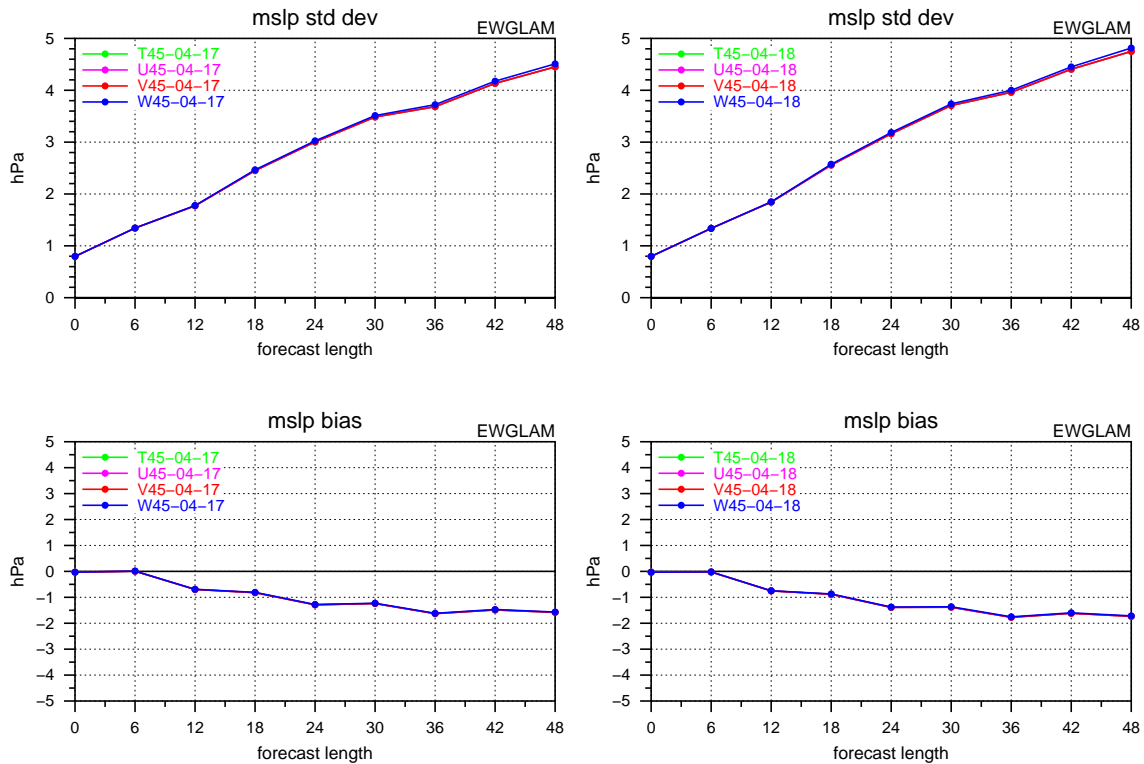 mslp std dev
EWGLAM
5
4
3
2
1
0
hPa
T45−04−17
U45−04−17
V45−04−17
W45−04−17
0 6 12 18 24 30 36 42 48
forecast length
mslp std dev
EWGLAM
5
4
3
2
1
0
hPa
T45−04−18
U45−04−18
V45−04−18
W45−04−18
0 6 12 18 24 30 36 42 48
forecast length
mslp bias
EWGLAM
5
4
3
2
1
0
−1
−2
−3
−4
−5
hPa
T45−04−17
U45−04−17
V45−04−17
W45−04−17
0 6 12 18 24 30 36 42 48
forecast length
mslp bias
EWGLAM
5
4
3
2
1
0
−1
−2
−3
−4
−5
hPa
T45−04−18
U45−04−18
V45−04−18
W45−04−18
0 6 12 18 24 30 36 42 48
forecast length